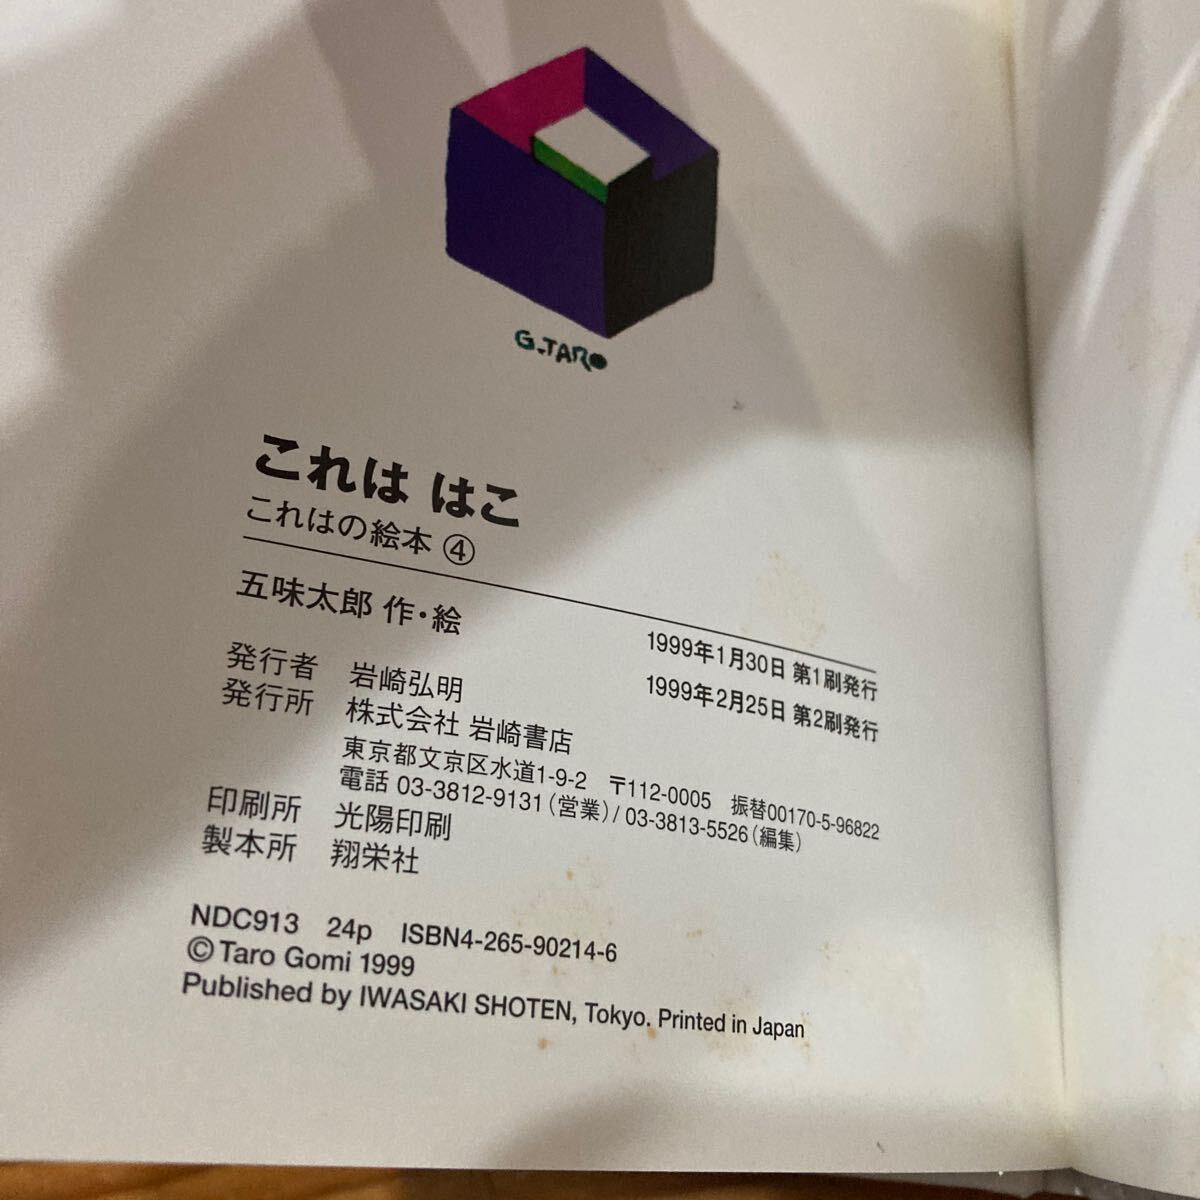 G.TARO
これは はこ
これはの絵本 ④
五味太郎 作・絵
1999年1月30日 第1刷発行
1999年2月25日 第2刷発行
発行者 岩崎弘明
発行所 株式会社 岩崎書店
東京都文京区水道1-9-2 〒112-0005 振替00170-5-96822
電話 03-3812-9131(営業)/03-3813-5526(編集)
印刷所 光陽印刷
製本所 翔栄社
NDC913 24p ISBN4-265-90214-6
©Taro Gomi 1999
Published by IWASAKI SHOTEN, Tokyo. Printed in Japan